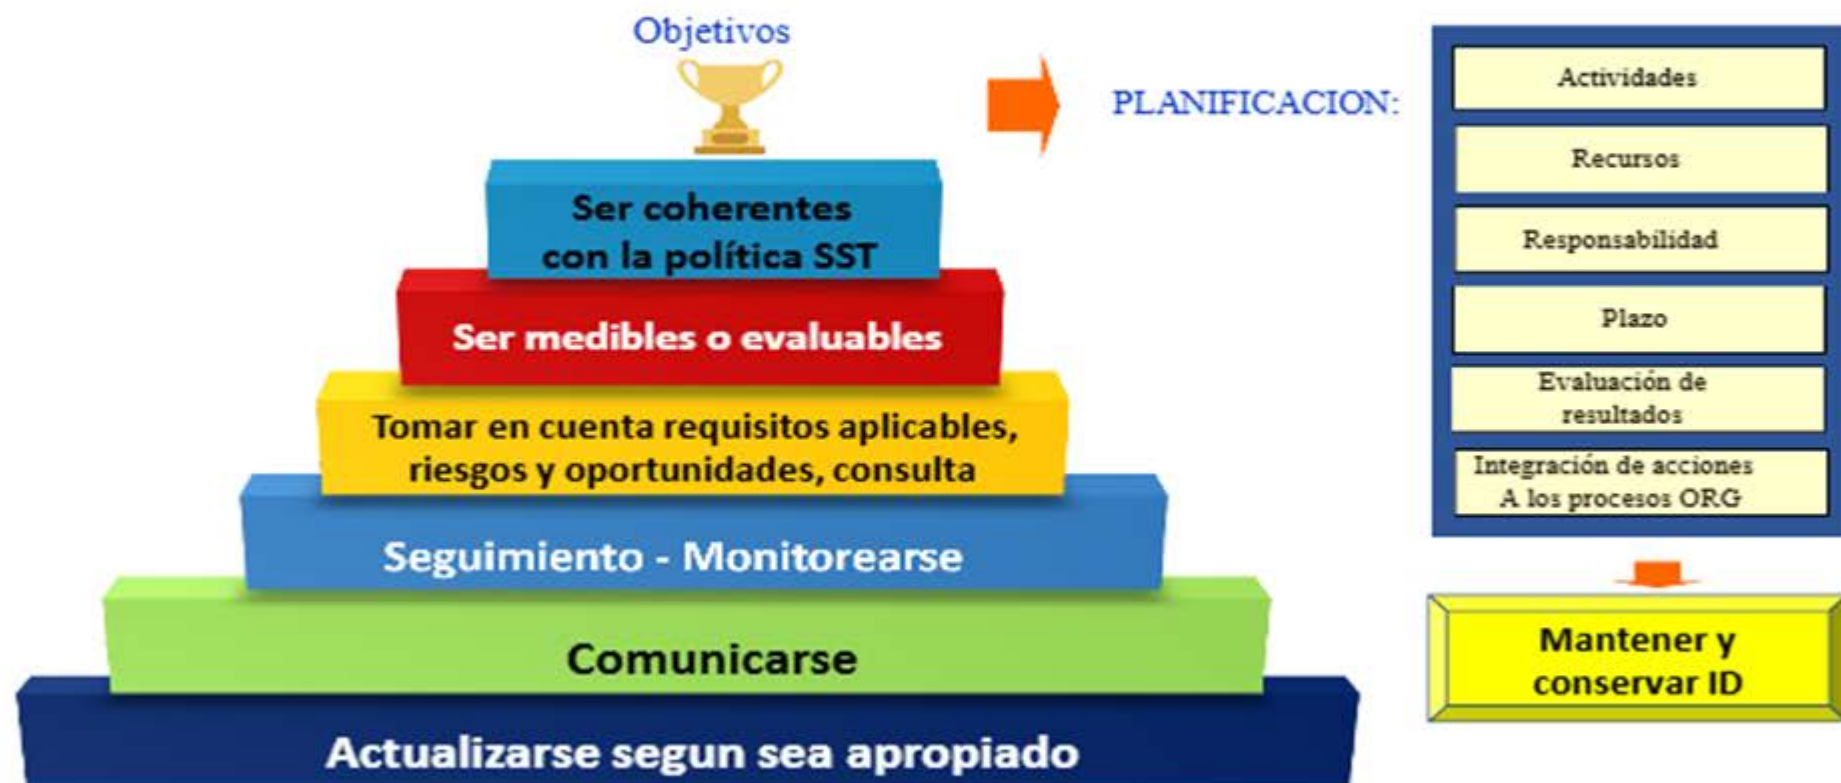 Objetivos
Ser coherentes
con la política SST
Ser medibles o evaluables
Tomar en cuenta requisitos aplicables,
riesgos y oportunidades, consulta
Seguimiento - Monitorearse
Comunicarse
Actualizarse segun sea apropiado
PLANIFICACION:
Actividades
Recursos
Responsabilidad
Plazo
Evaluación de
resultados
Integración de acciones
A los procesos ORG
Mantener y
conservar ID